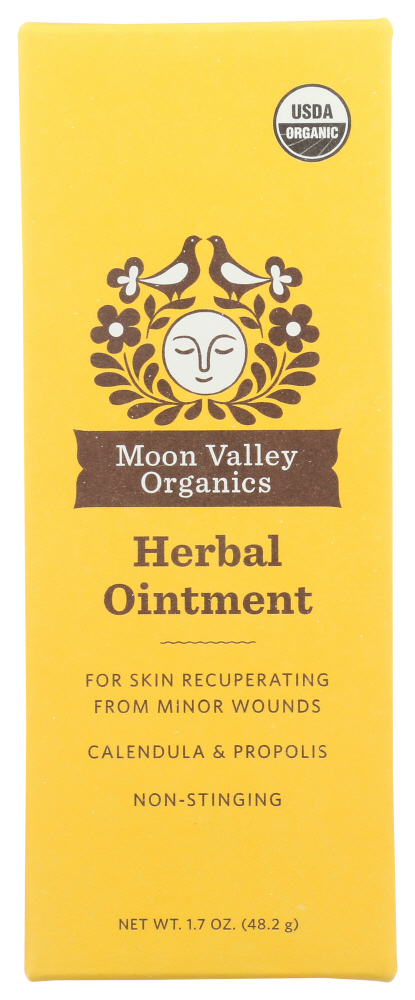 USDA
ORGANIC
Moon Valley
Organics
Herbal
Ointment
FOR SKIN RECUPERATING
FROM MINOR WOUNDS
CALENDULA & PROPOLIS
NON-STINGING
NET WT. 1.7 OZ. (48.2 g)